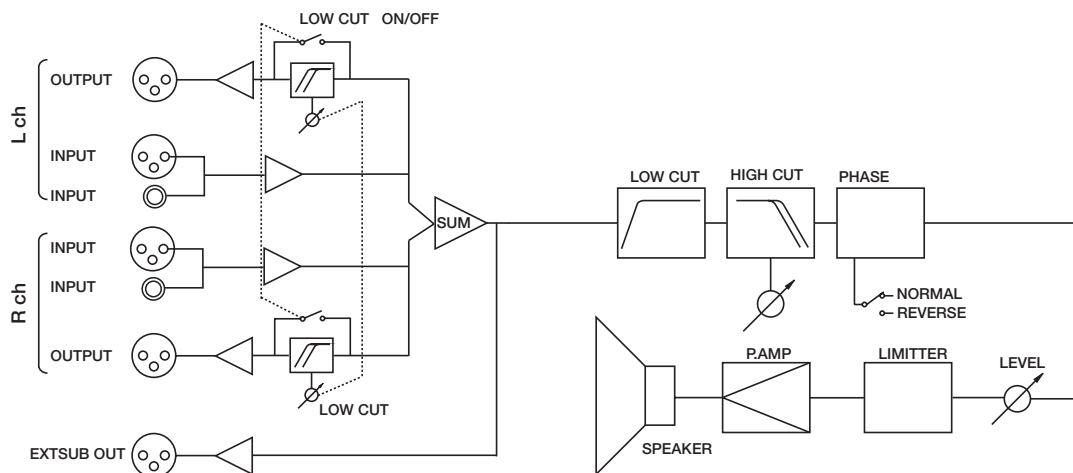 LOW CUT ON/OFF
L ch
OUTPUT
INPUT
INPUT
R ch
INPUT
INPUT
OUTPUT
LOW CUT
EXTSUB OUT
SUM
LOW CUT
HIGH CUT
PHASE
NORMAL
REVERSE
SPEAKER
P.AMP
LIMITTER
LEVEL